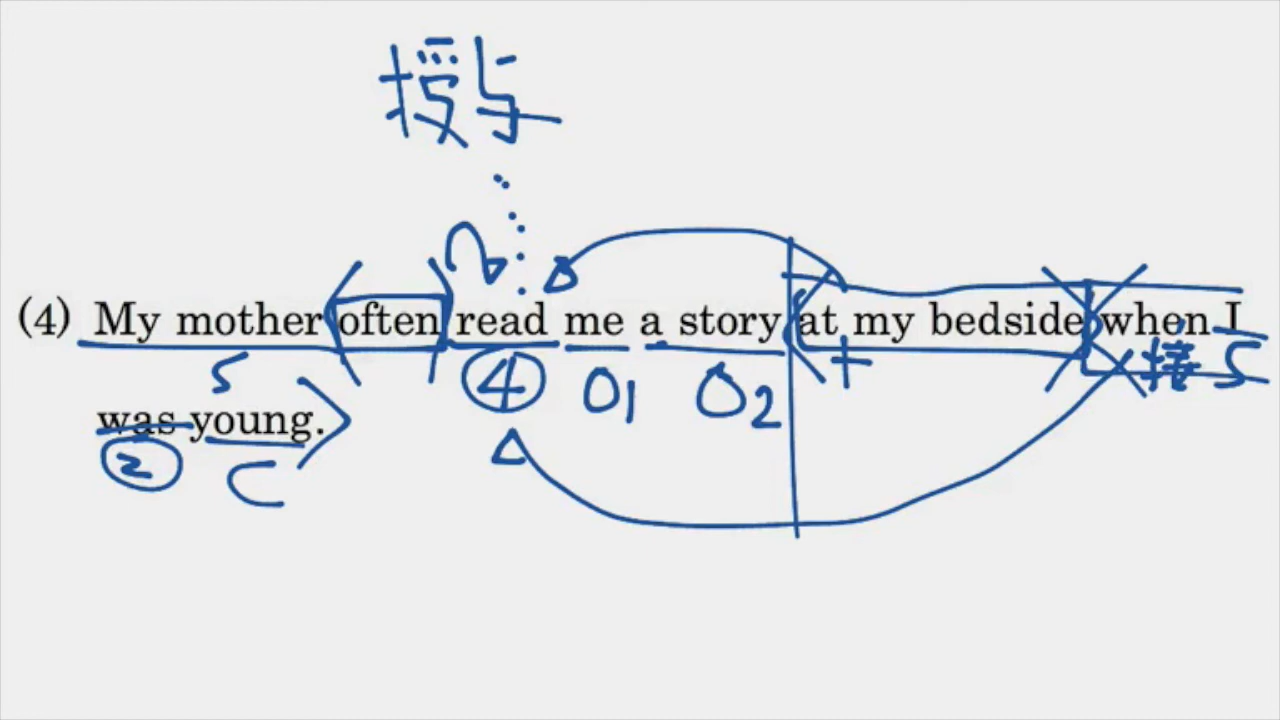 授与
(4) My mother often read me a story at my bedside when I
S ④ O1 O2 + 接 S
was young.
② C